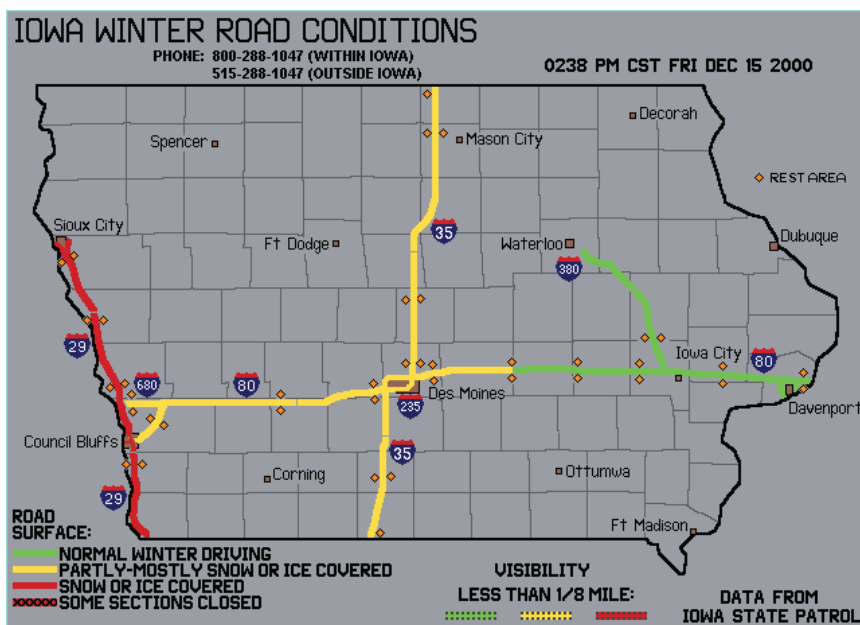 IOWA WINTER ROAD CONDITIONS
PHONE: 800-288-1047 (WITHIN IOWA)
515-288-1047 (OUTSIDE IOWA)
0238 PM CST FRI DEC 15 2000
Decorah
Mason City
Spencer
REST AREA
Sioux City
35
Ft Dodge
Waterloo
Dubuque
380
29
Iowa City
680
80
80
Des Moines
235
Davenport
Council Bluffs
35
Corning
Ottumwa
29
Ft Madison
ROAD
SURFACE:
NORMAL WINTER DRIVING
PARTLY-MOSTLY SNOW OR ICE COVERED
SNOW OR ICE COVERED
SOME SECTIONS CLOSED
VISIBILITY
LESS THAN 1/8 MILE:
DATA FROM
IOWA STATE PATROL